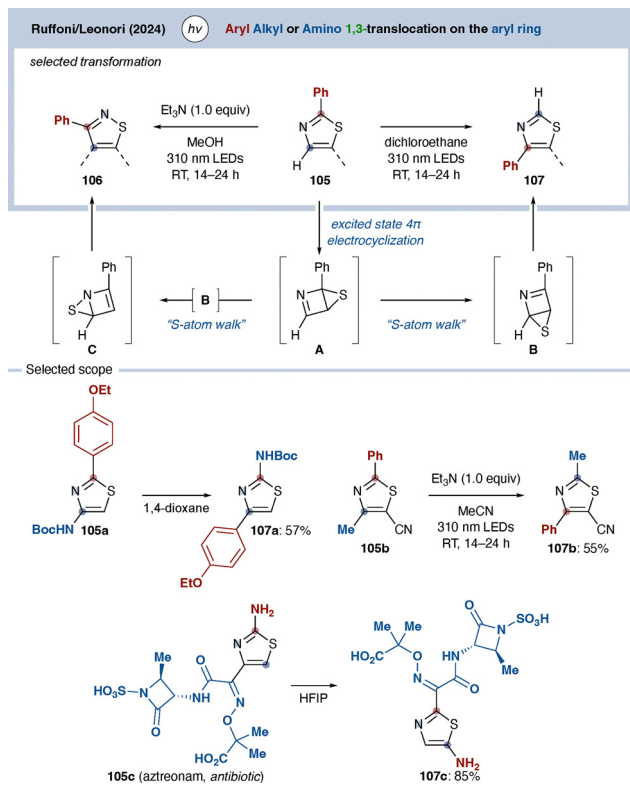 Ruffoni/Leonori (2024) hv Aryl Alkyl or Amino 1,3-translocation on the aryl ring
selected transformation
Ph
N
S
106
Et3N (1.0 equiv)
MeOH
310 nm LEDs
RT, 14–24 h
Ph
N
S
H
105
dichloroethane
310 nm LEDs
RT, 14–24 h
H
N
S
Ph
107
excited state 4π
electrocyclization
Ph
N
S
H
C
B
"S-atom walk"
Ph
N
S
H
A
"S-atom walk"
Ph
N
H
S
B
Selected scope
OEt
N
S
BocHN
105a
1,4-dioxane
NHBoc
N
S
EtO
107a: 57%
Ph
N
S
Me
CN
105b
Et3N (1.0 equiv)
MeCN
310 nm LEDs
RT, 14–24 h
Me
N
S
Ph
CN
107b: 55%
NH2
N
S
Me
O
HO3S
N
NH
O
N
O
Me
Me
HO2C
105c (aztreonam, antibiotic)
HFIP
O
SO3H
N
Me
Me
HO2C
O
HN
Me
N
O
N
S
NH2
107c: 85%